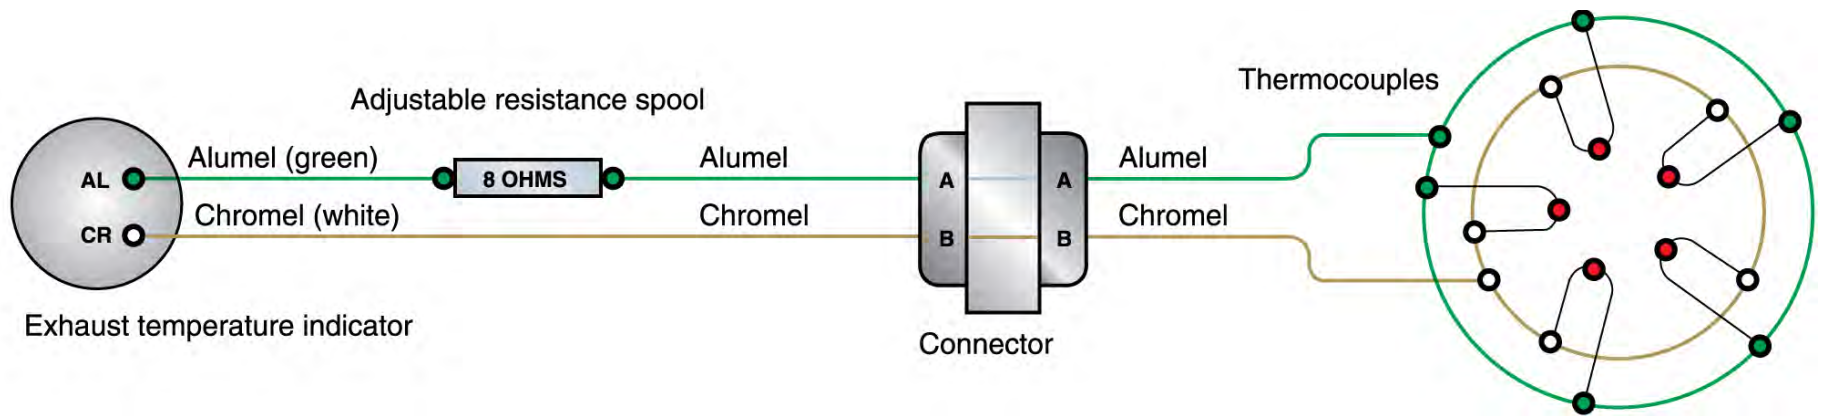 Adjustable resistance spool
Thermocouples
AL
Alumel (green)
8 OHMS
Alumel
A
A
Alumel
CR
Chromel (white)
Chromel
B
B
Chromel
Exhaust temperature indicator
Connector